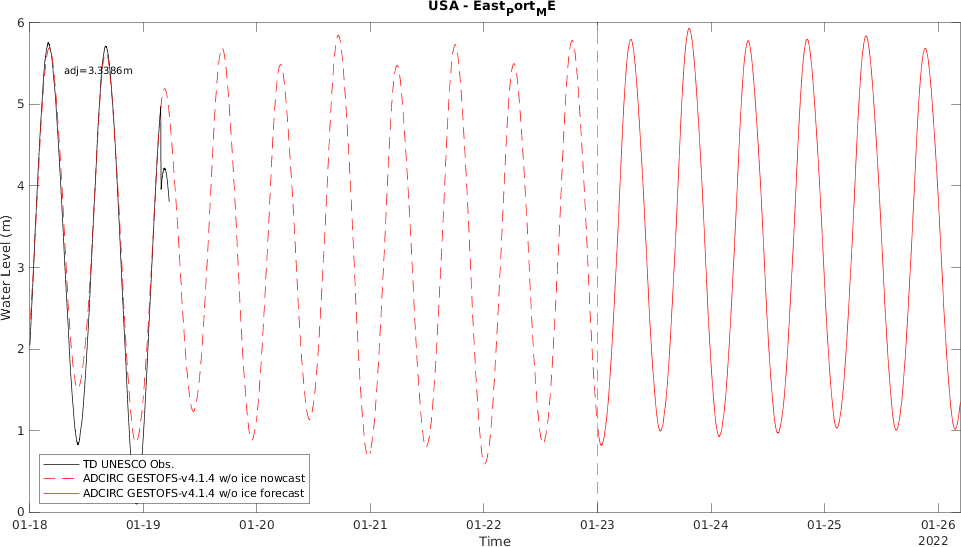 USA - EastPortME
6
adj=3.3386m
5
4
3
2
1
0
Water Level (m)
TD UNESCO Obs.
ADCIRC GESTOFS-v4.1.4 w/o ice nowcast
ADCIRC GESTOFS-v4.1.4 w/o ice forecast
01-18 01-19 01-20 01-21 01-22 01-23 01-24 01-25 01-26
Time 2022